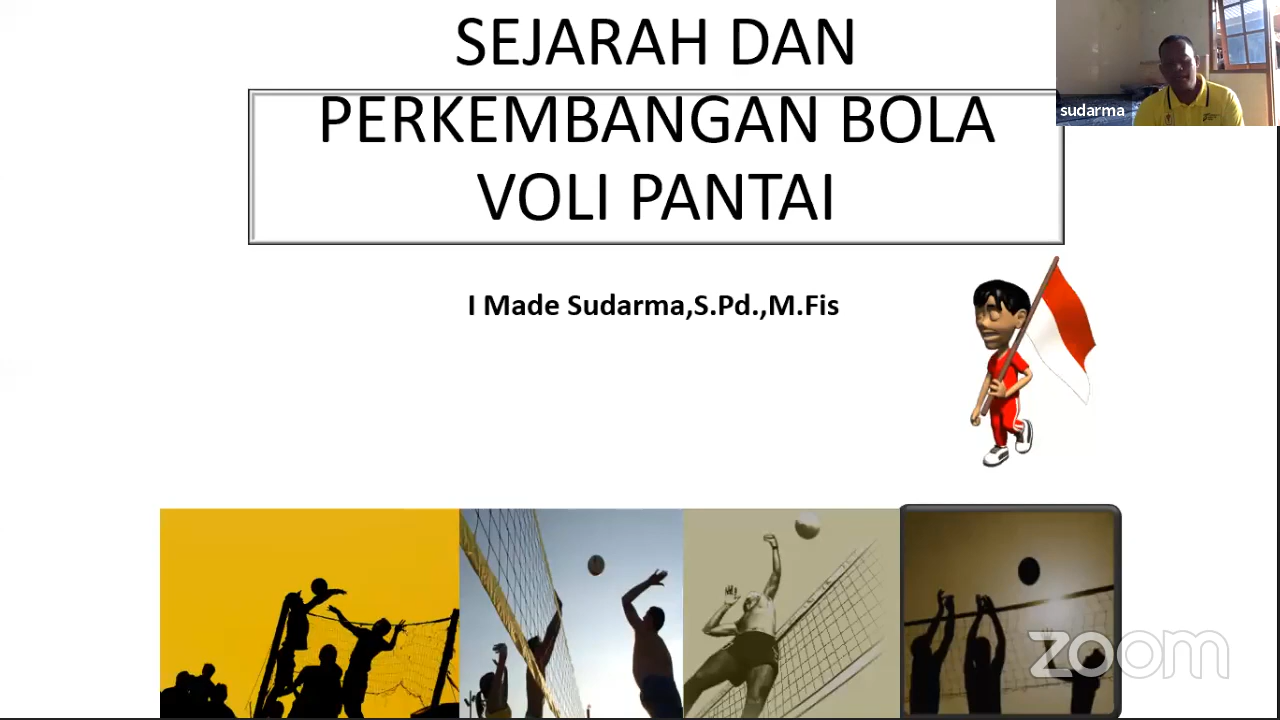 SEJARAH DAN
PERKEMBANGAN BOLA
VOLI PANTAI
sudarma
I Made Sudarma,S.Pd.,M.Fis
zoom